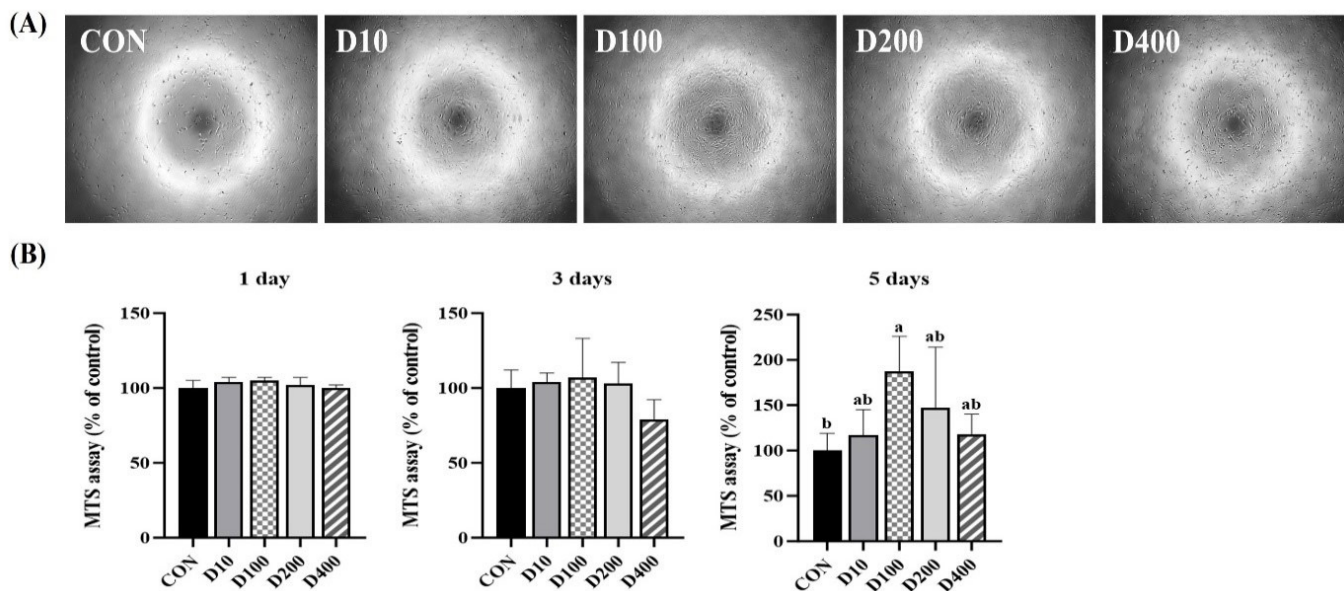 (A)
CON D10 D100 D200 D400
(B)
1 day
MTS assay (% of control)
150
100
50
0
CON D10 D100 D200 D400
3 days
MTS assay (% of control)
150
100
50
0
CON D10 D100 D200 D400
5 days
MTS assay (% of control)
250
200
150
100
50
0
b ab a ab ab
CON D10 D100 D200 D400